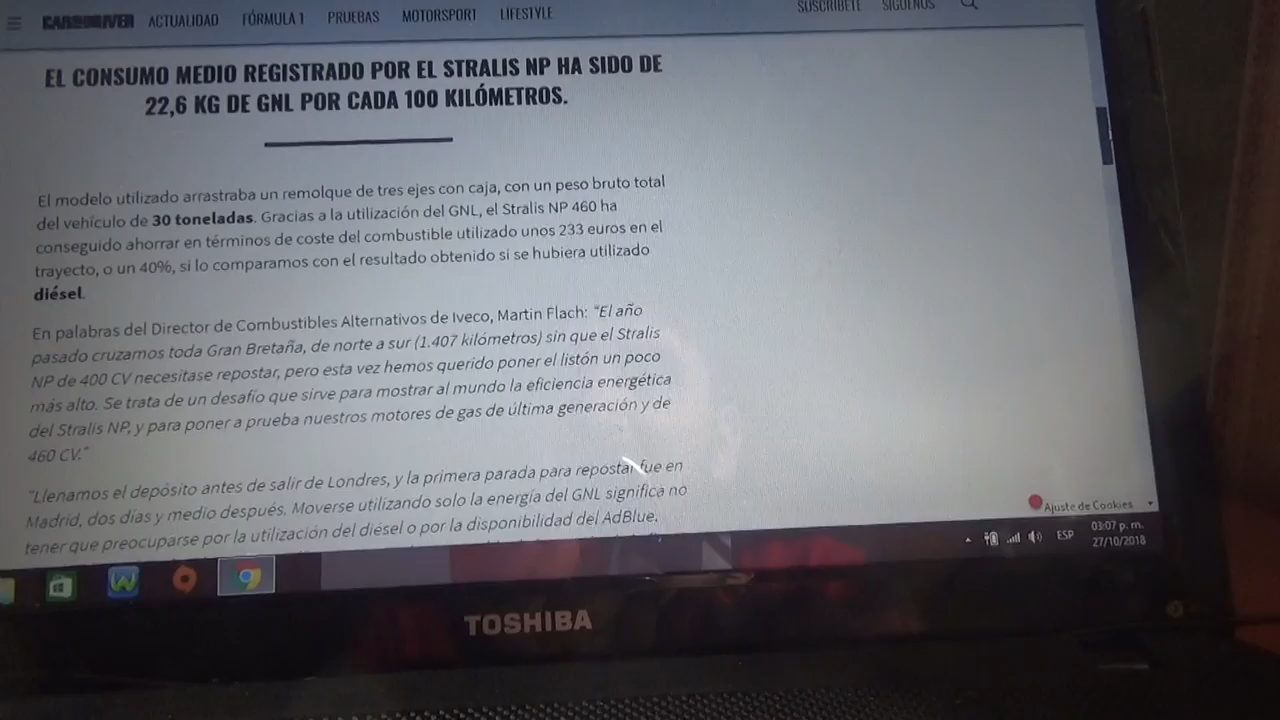 CAR and DRIVER ACTUALIDAD FÓRMULA 1 PRUEBAS MOTORSPORT LIFESTYLE SUSCRÍBETE SÍGUENOS
EL CONSUMO MEDIO REGISTRADO POR EL STRALIS NP HA SIDO DE
22,6 KG DE GNL POR CADA 100 KILÓMETROS.
El modelo utilizado arrastraba un remolque de tres ejes con caja, con un peso bruto total
del vehículo de 30 toneladas. Gracias a la utilización del GNL, el Stralis NP 460 ha
conseguido ahorrar en términos de coste del combustible utilizado unos 233 euros en el
trayecto, o un 40%, si lo comparamos con el resultado obtenido si se hubiera utilizado
diésel.
En palabras del Director de Combustibles Alternativos de Iveco, Martin Flach: "El año
pasado cruzamos toda Gran Bretaña, de norte a sur (1.407 kilómetros) sin que el Stralis
NP de 400 CV necesitase repostar, pero esta vez hemos querido poner el listón un poco
más alto. Se trata de un desafío que sirve para mostrar al mundo la eficiencia energética
del Stralis NP, y para poner a prueba nuestros motores de gas de última generación y de
460 CV."
"Llenamos el depósito antes de salir de Londres, y la primera parada para repostar fue en
Madrid, dos días y medio después. Moverse utilizando solo la energía del GNL significa no
tener que preocuparse por la utilización del diésel o por la disponibilidad del AdBlue.
Ajuste de Cookies
ESP
03:07 p.m.
27/10/2018
TOSHIBA